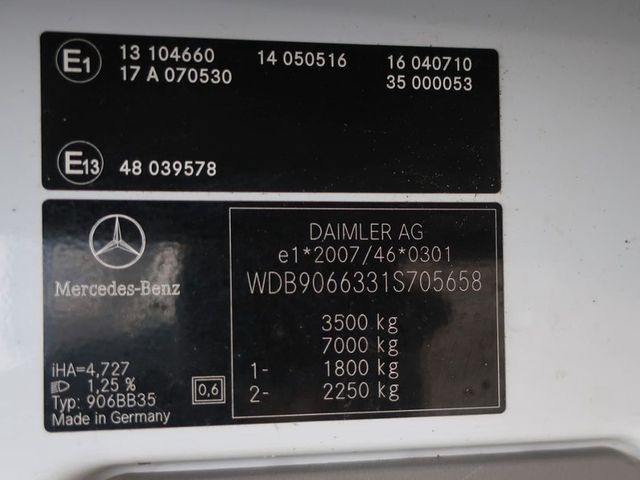 E1 13 104660 14 050516 16 040710
17 A 070530 35 000053
E13 48 039578
Mercedes-Benz
DAIMLER AG
e1*2007/46*0301
WDB9066331S705658
3500 kg
7000 kg
1- 1800 kg
2- 2250 kg
iHA=4,727
1,25 %
Typ: 906BB35
Made in Germany
0,6